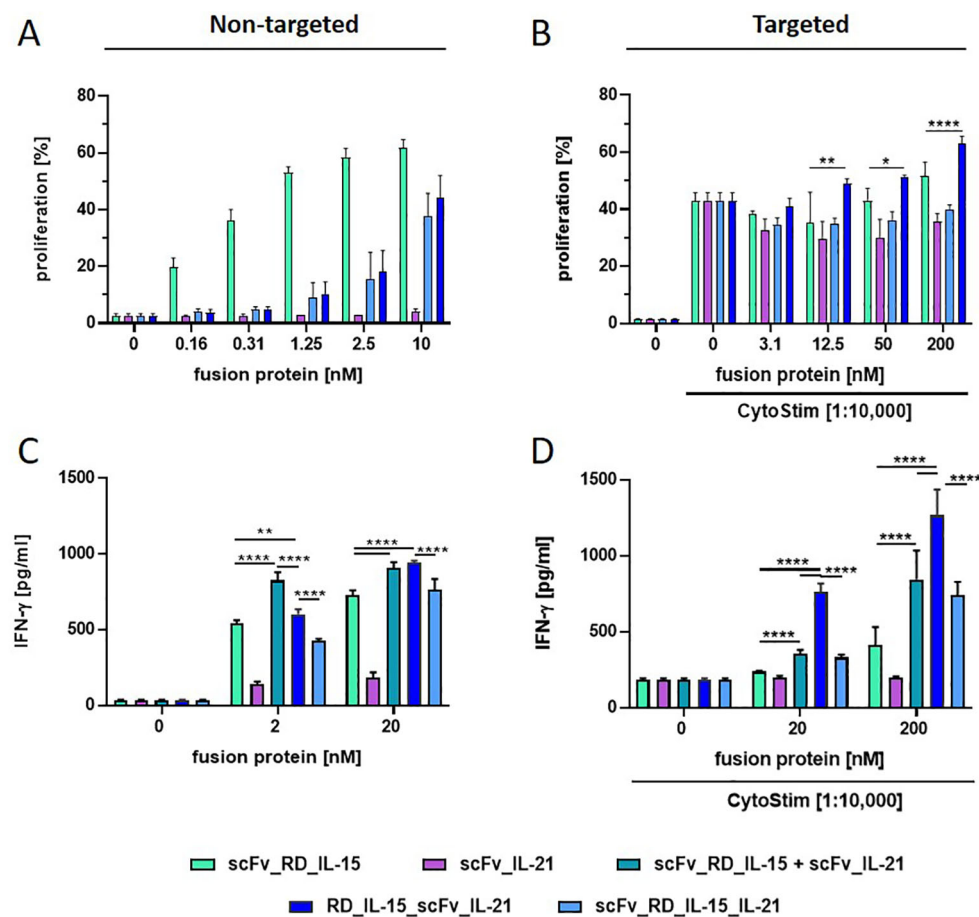 A
Non-targeted
B
Targeted
80
60
40
20
0
proliferation [%]
0 0.16 0.31 1.25 2.5 10
fusion protein [nM]
80
60
40
20
0
proliferation [%]
**
*
****
0 0 3.1 12.5 50 200
fusion protein [nM]
CytoStim [1:10,000]
C
1500
1000
500
0
IFN-γ [pg/ml]
**
**** ****
****
****
****
0 2 20
fusion protein [nM]
D
1500
1000
500
0
IFN-γ [pg/ml]
****
****
****
****
****
****
0 20 200
fusion protein [nM]
CytoStim [1:10,000]
scFv_RD_IL-15 scFv_IL-21 scFv_RD_IL-15 + scFv_IL-21
RD_IL-15_scFv_IL-21 scFv_RD_IL-15_IL-21